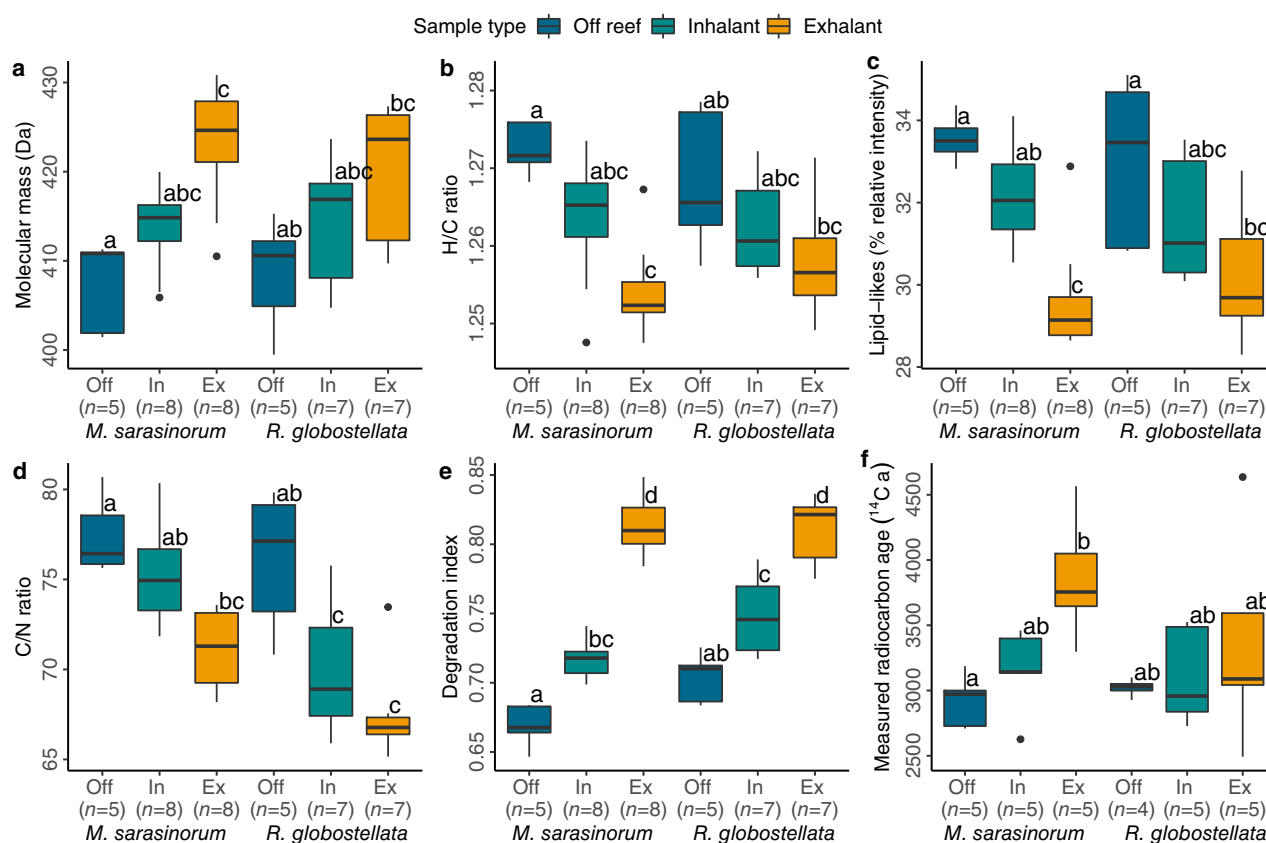 Sample type Off reef Inhalant Exhalant
a
Molecular mass (Da)
430
420
410
400
a
abc
c
ab
abc
bc
Off In Ex Off In Ex
(n=5) (n=8) (n=8) (n=5) (n=7) (n=7)
M. sarasinorum R. globostellata
b
H/C ratio
1.28
1.27
1.26
1.25
a
abc
c
ab
abc
bc
Off In Ex Off In Ex
(n=5) (n=8) (n=8) (n=5) (n=7) (n=7)
M. sarasinorum R. globostellata
c
Lipid−likes (% relative intensity)
34
32
30
28
a
ab
c
a
abc
bc
Off In Ex Off In Ex
(n=5) (n=8) (n=8) (n=5) (n=7) (n=7)
M. sarasinorum R. globostellata
d
C/N ratio
80
75
70
65
a
ab
bc
ab
c
c
Off In Ex Off In Ex
(n=5) (n=8) (n=8) (n=5) (n=7) (n=7)
M. sarasinorum R. globostellata
e
Degradation index
0.85
0.80
0.75
0.70
0.65
a
bc
d
ab
c
d
Off In Ex Off In Ex
(n=5) (n=8) (n=8) (n=5) (n=7) (n=7)
M. sarasinorum R. globostellata
f
Measured radiocarbon age (¹⁴C a)
4500
4000
3500
3000
2500
a
ab
b
ab
ab
ab
Off In Ex Off In Ex
(n=5) (n=5) (n=5) (n=4) (n=5) (n=5)
M. sarasinorum R. globostellata